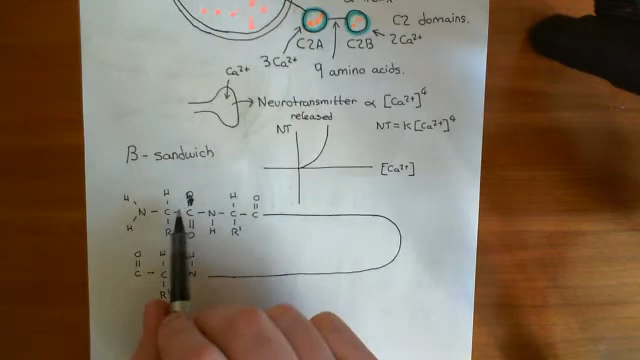 C2 domains.
C2A C2B 2Ca²⁺
3Ca²⁺
9 amino acids.
Ca²⁺
Neurotransmitter ∝ [Ca²⁺]⁴
released
NT NT=K[Ca²⁺]⁴
β-sandwich
[Ca²⁺]
H H H O
N - C - C - N - C - C
H R O H R'
O H H
C - C N
R